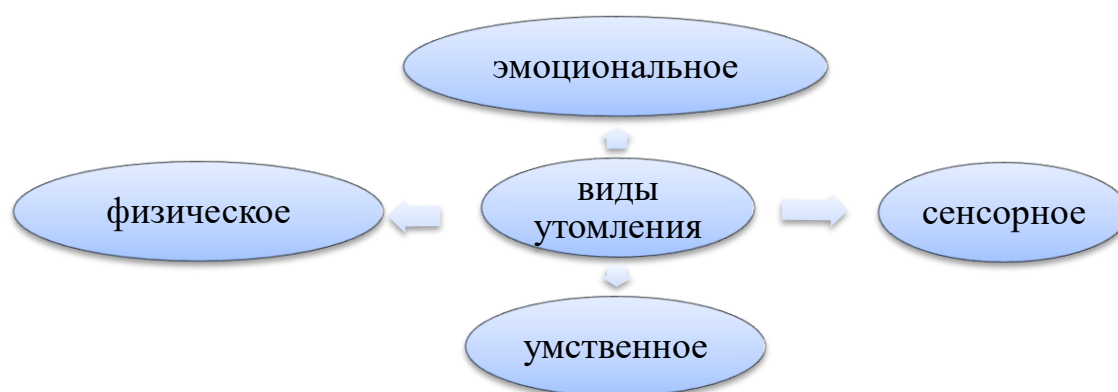 эмоциональное
физическое
виды
утомления
сенсорное
умственное